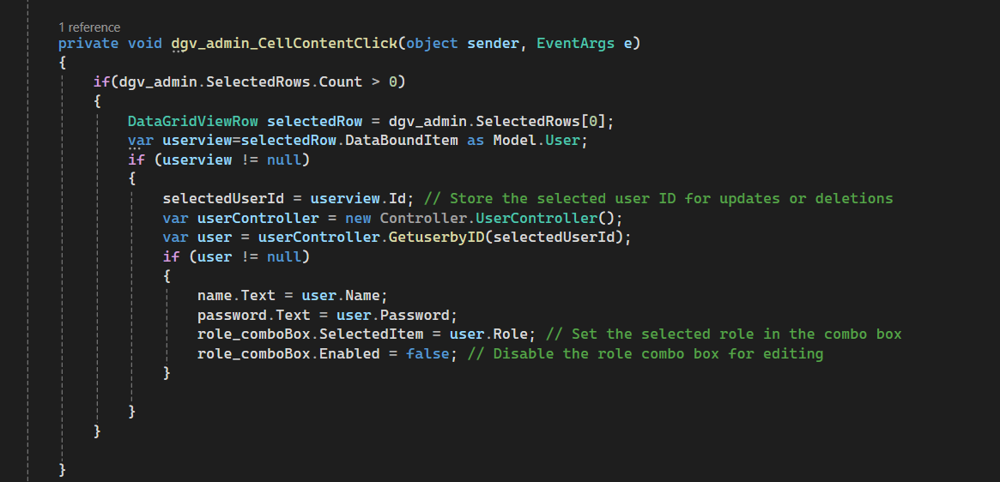 1 reference
private void dgv_admin_CellContentClick(object sender, EventArgs e)
{
if(dgv_admin.SelectedRows.Count > 0)
{
DataGridViewRow selectedRow = dgv_admin.SelectedRows[0];
var userview=selectedRow.DataBoundItem as Model.User;
if (userview != null)
{
selectedUserId = userview.Id; // Store the selected user ID for updates or deletions
var userController = new Controller.UserController();
var user = userController.GetuserbyID(selectedUserId);
if (user != null)
{
name.Text = user.Name;
password.Text = user.Password;
role_comboBox.SelectedItem = user.Role; // Set the selected role in the combo box
role_comboBox.Enabled = false; // Disable the role combo box for editing
}
}
}
}